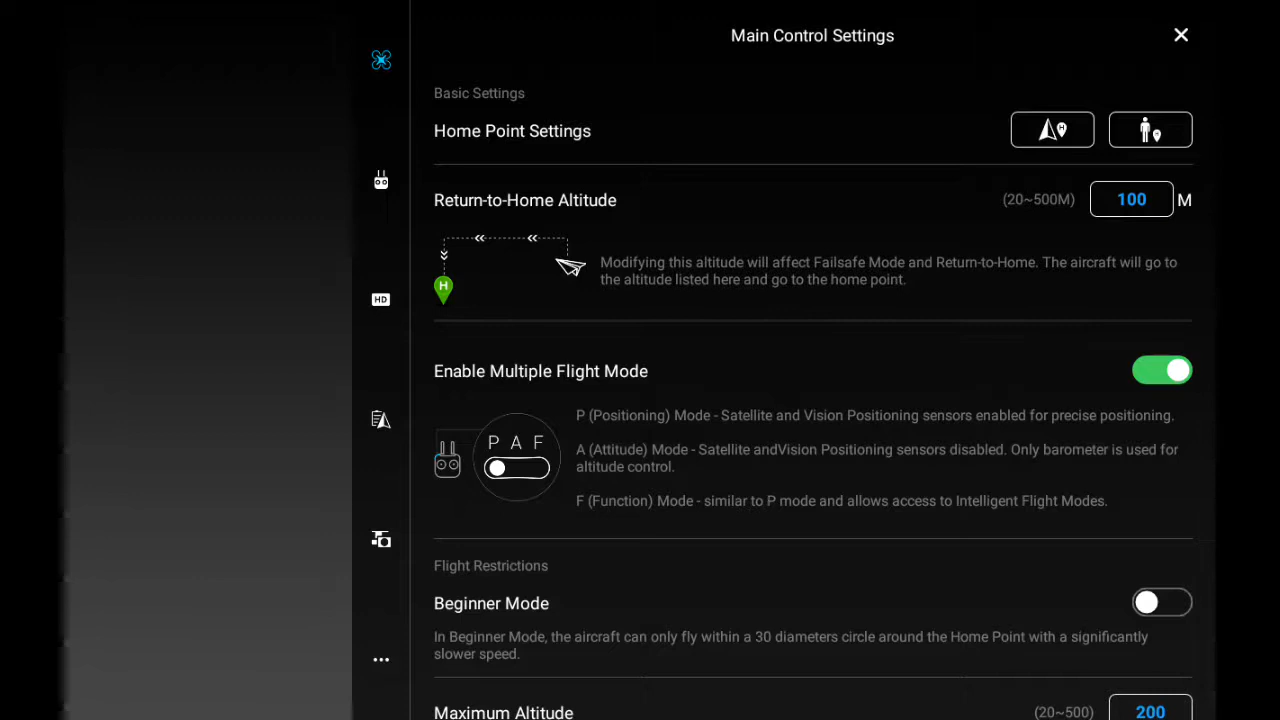 Main Control Settings
Basic Settings
Home Point Settings
H
Return-to-Home Altitude (20~500M) 100 M
H
Modifying this altitude will affect Failsafe Mode and Return-to-Home. The aircraft will go to
the altitude listed here and go to the home point.
HD
Enable Multiple Flight Mode
P A F
P (Positioning) Mode - Satellite and Vision Positioning sensors enabled for precise positioning.
A (Attitude) Mode - Satellite andVision Positioning sensors disabled. Only barometer is used for
altitude control.
F (Function) Mode - similar to P mode and allows access to Intelligent Flight Modes.
Flight Restrictions
Beginner Mode
In Beginner Mode, the aircraft can only fly within a 30 diameters circle around the Home Point with a significantly
slower speed.
Maximum Altitude (20~500) 200